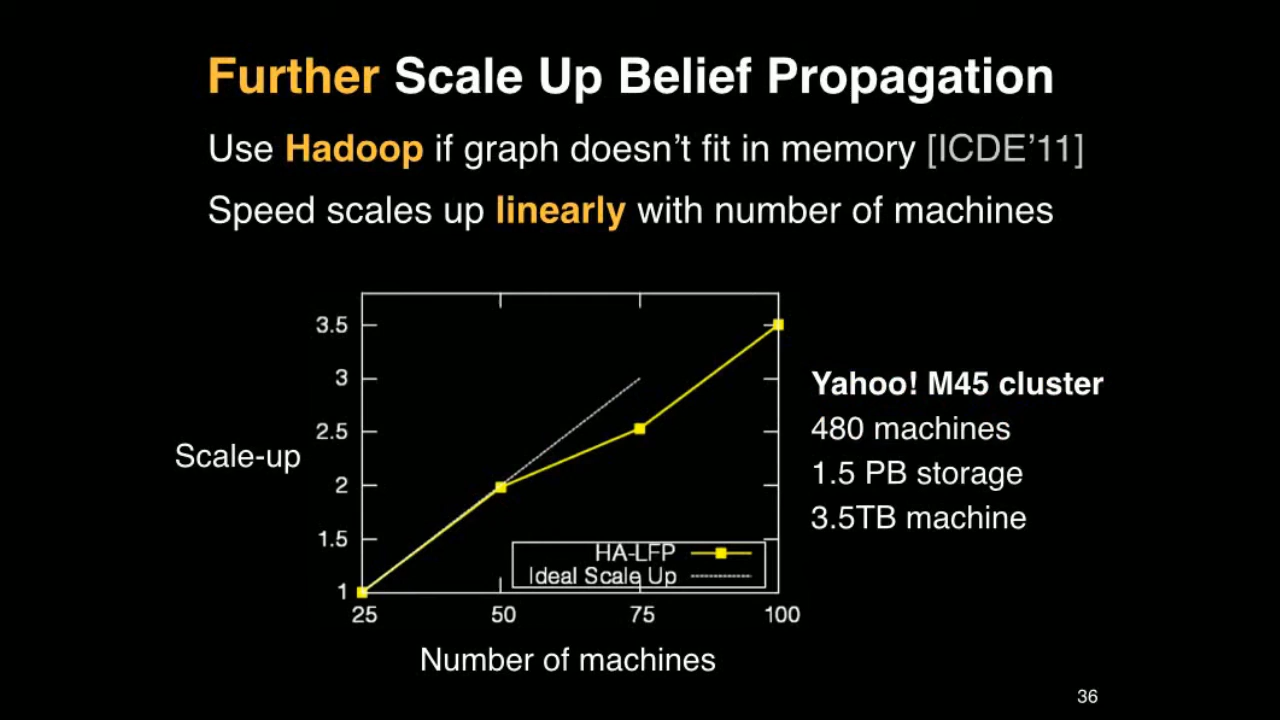 Further Scale Up Belief Propagation
Use Hadoop if graph doesn’t fit in memory [ICDE’11]
Speed scales up linearly with number of machines
3.5
3
2.5
2
1.5
1
Scale-up
25 50 75 100
Number of machines
HA-LFP
Ideal Scale Up
Yahoo! M45 cluster
480 machines
1.5 PB storage
3.5TB machine
36